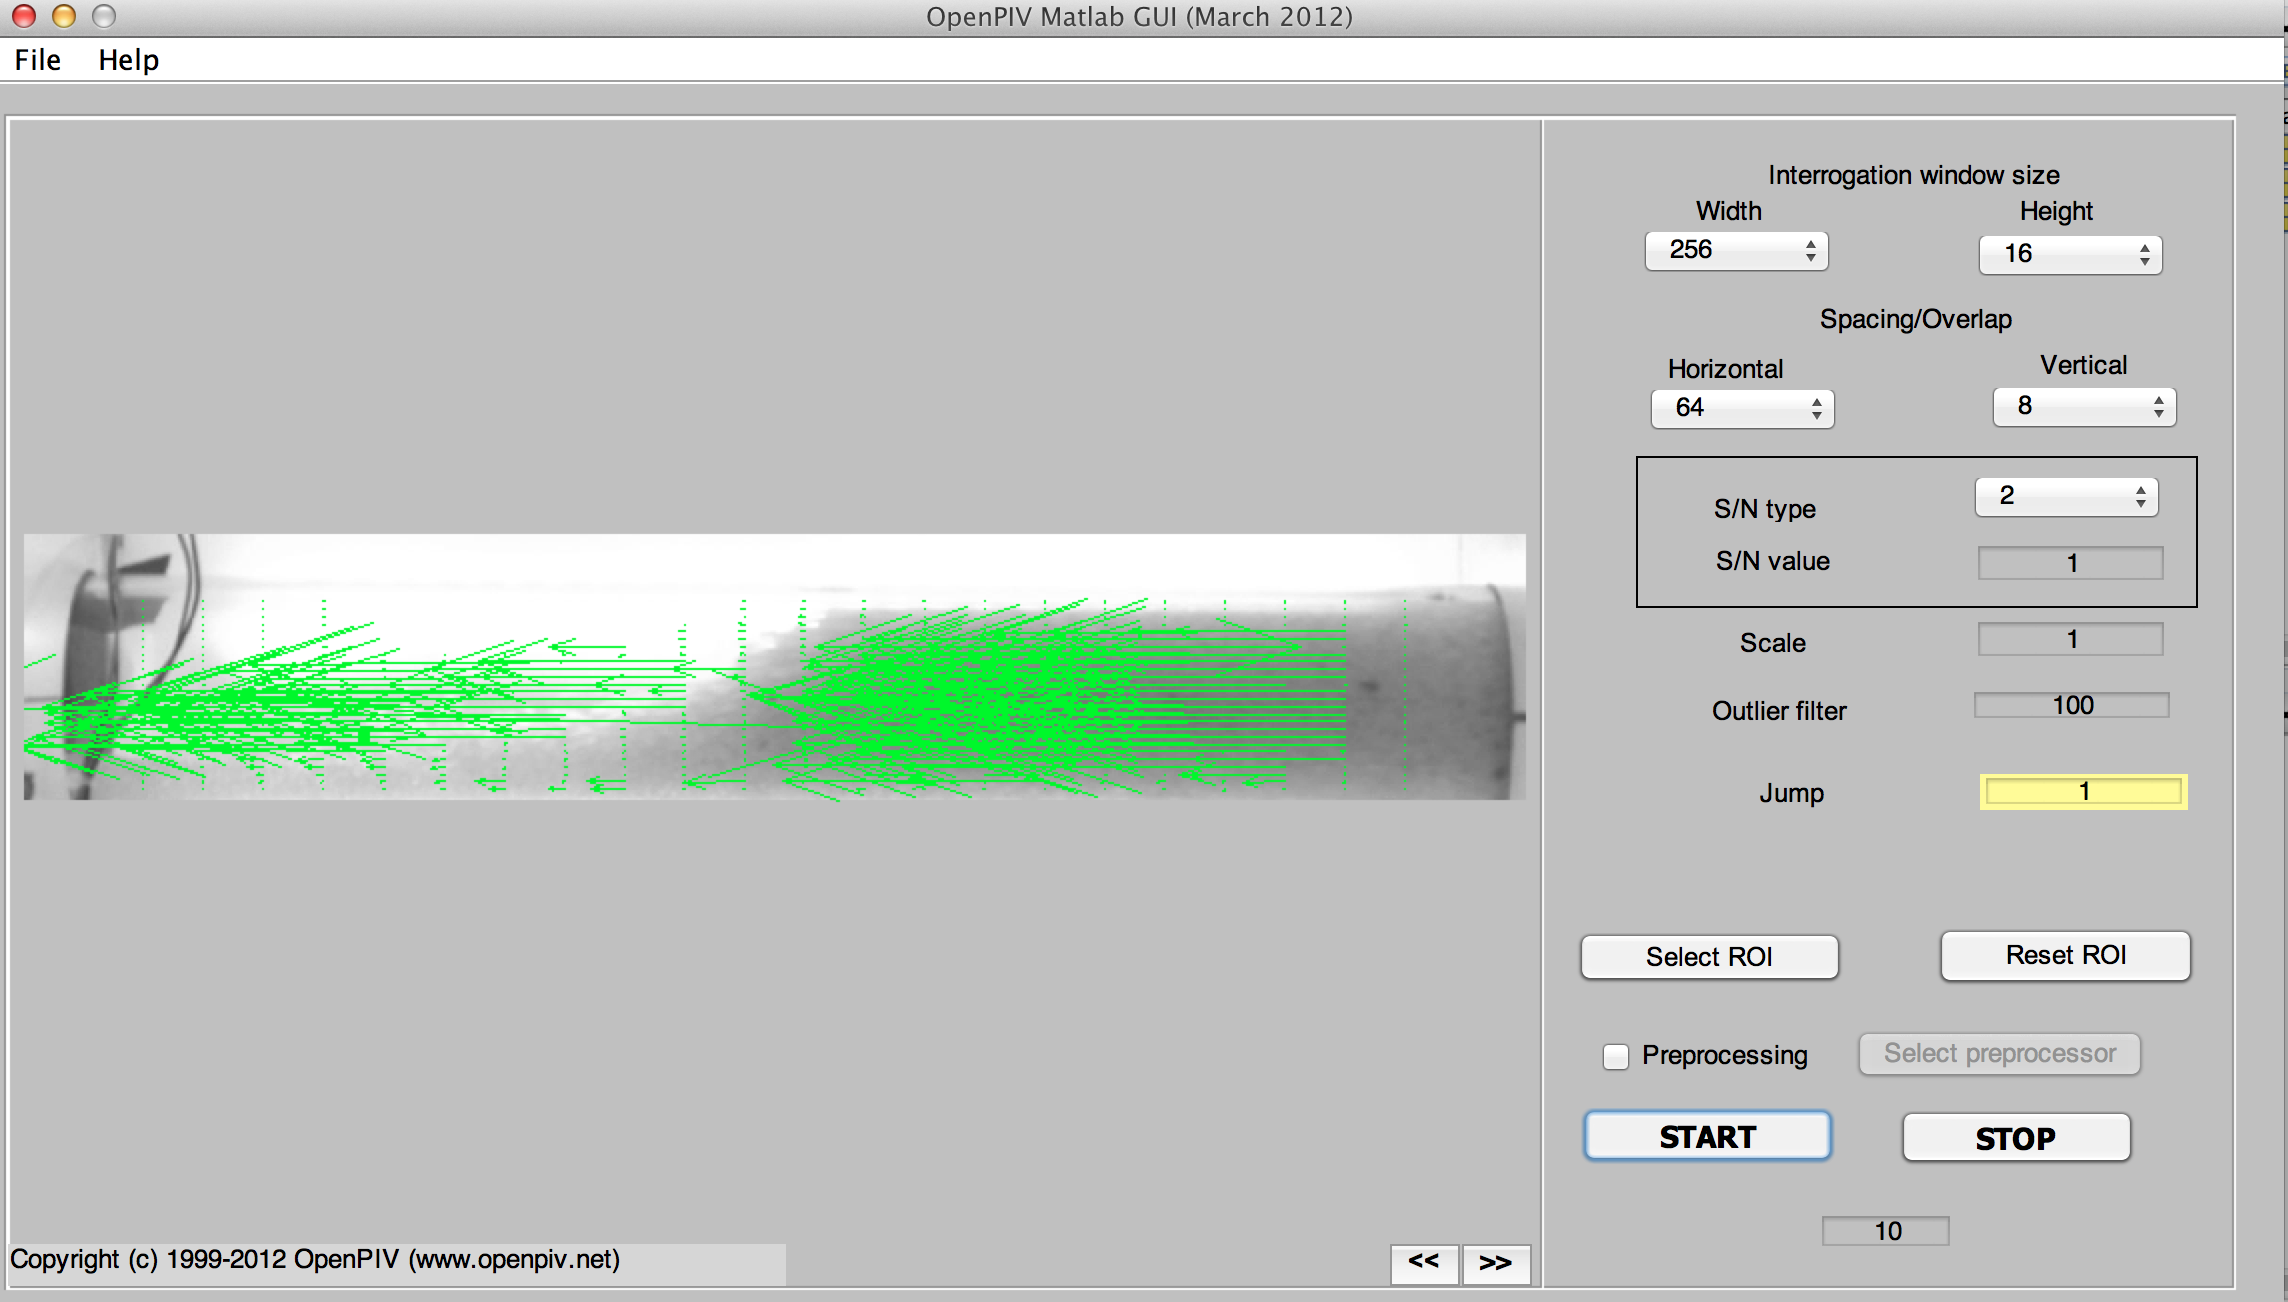 OpenPIV Matlab GUI (March 2012)
File Help
Interrogation window size
Width Height
256 16
Spacing/Overlap
Horizontal Vertical
64 8
S/N type 2
S/N value 1
Scale 1
Outlier filter 100
Jump 1
Select ROI Reset ROI
Preprocessing Select preprocessor
START STOP
10
Copyright (c) 1999-2012 OpenPIV (www.openpiv.net)
<< >>